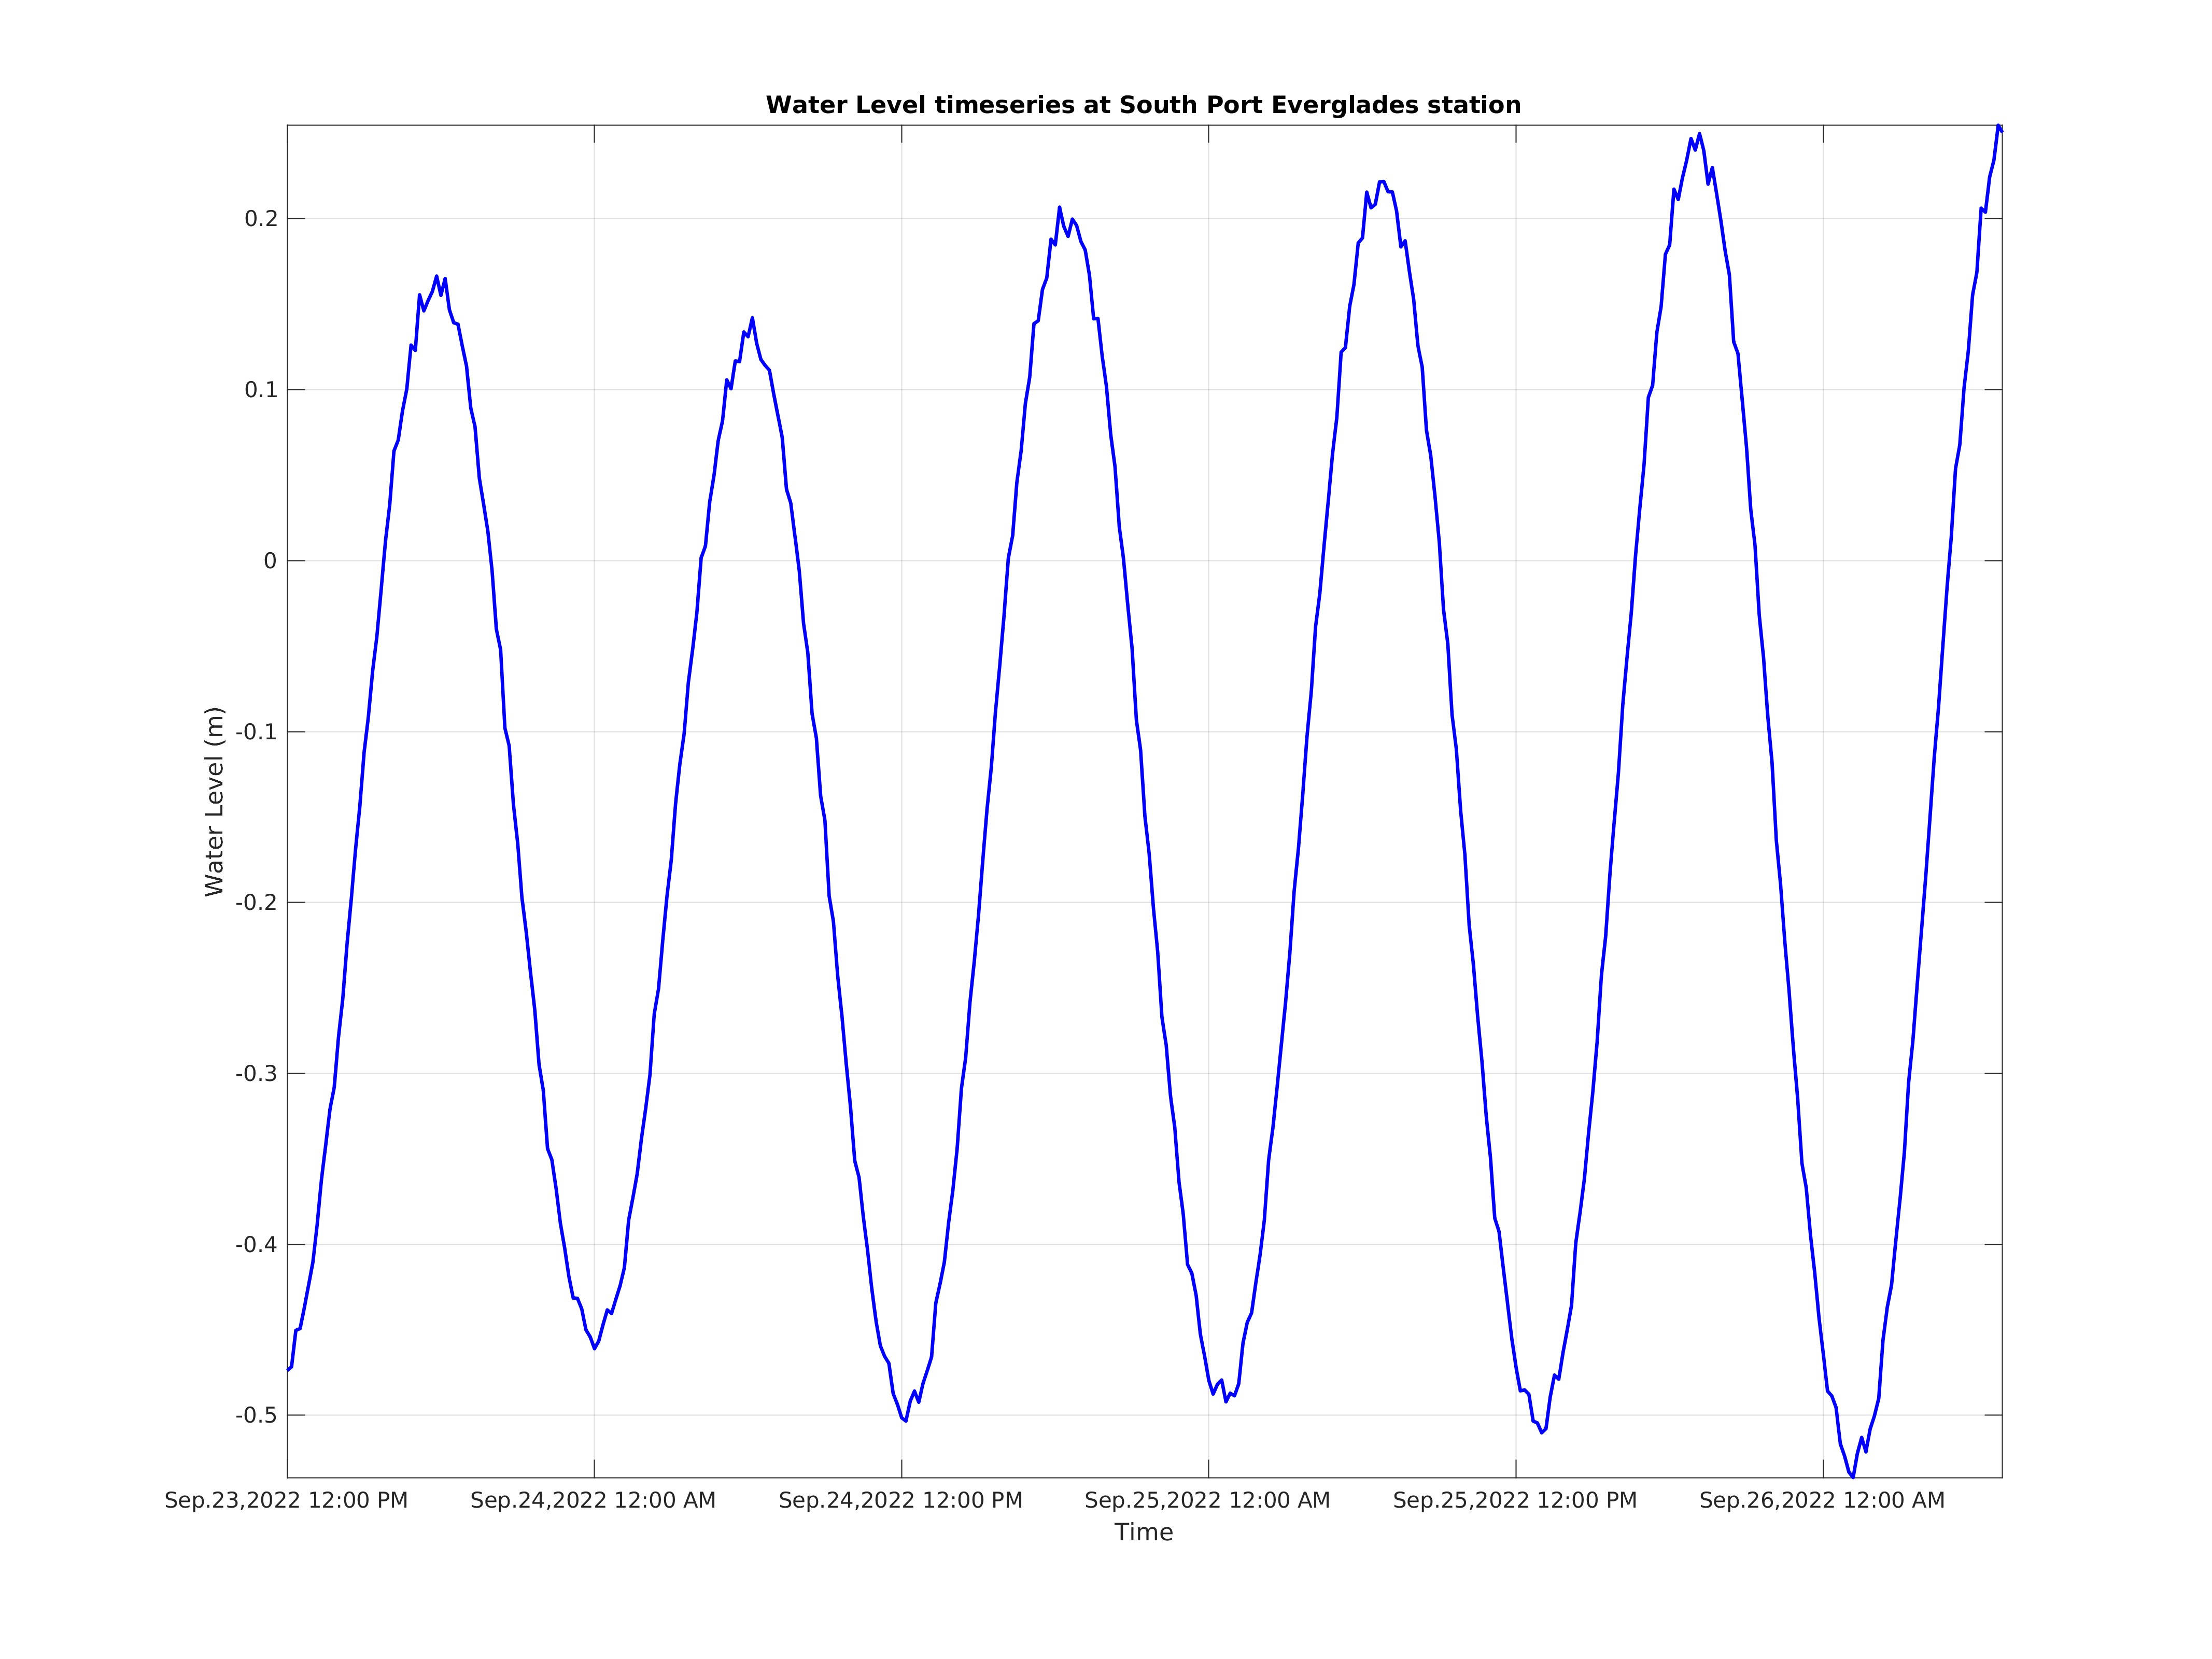 Water Level timeseries at South Port Everglades station
0.2
0.1
0
-0.1
-0.2
-0.3
-0.4
-0.5
Water Level (m)
Sep.23,2022 12:00 PM
Sep.24,2022 12:00 AM
Sep.24,2022 12:00 PM
Sep.25,2022 12:00 AM
Sep.25,2022 12:00 PM
Sep.26,2022 12:00 AM
Time